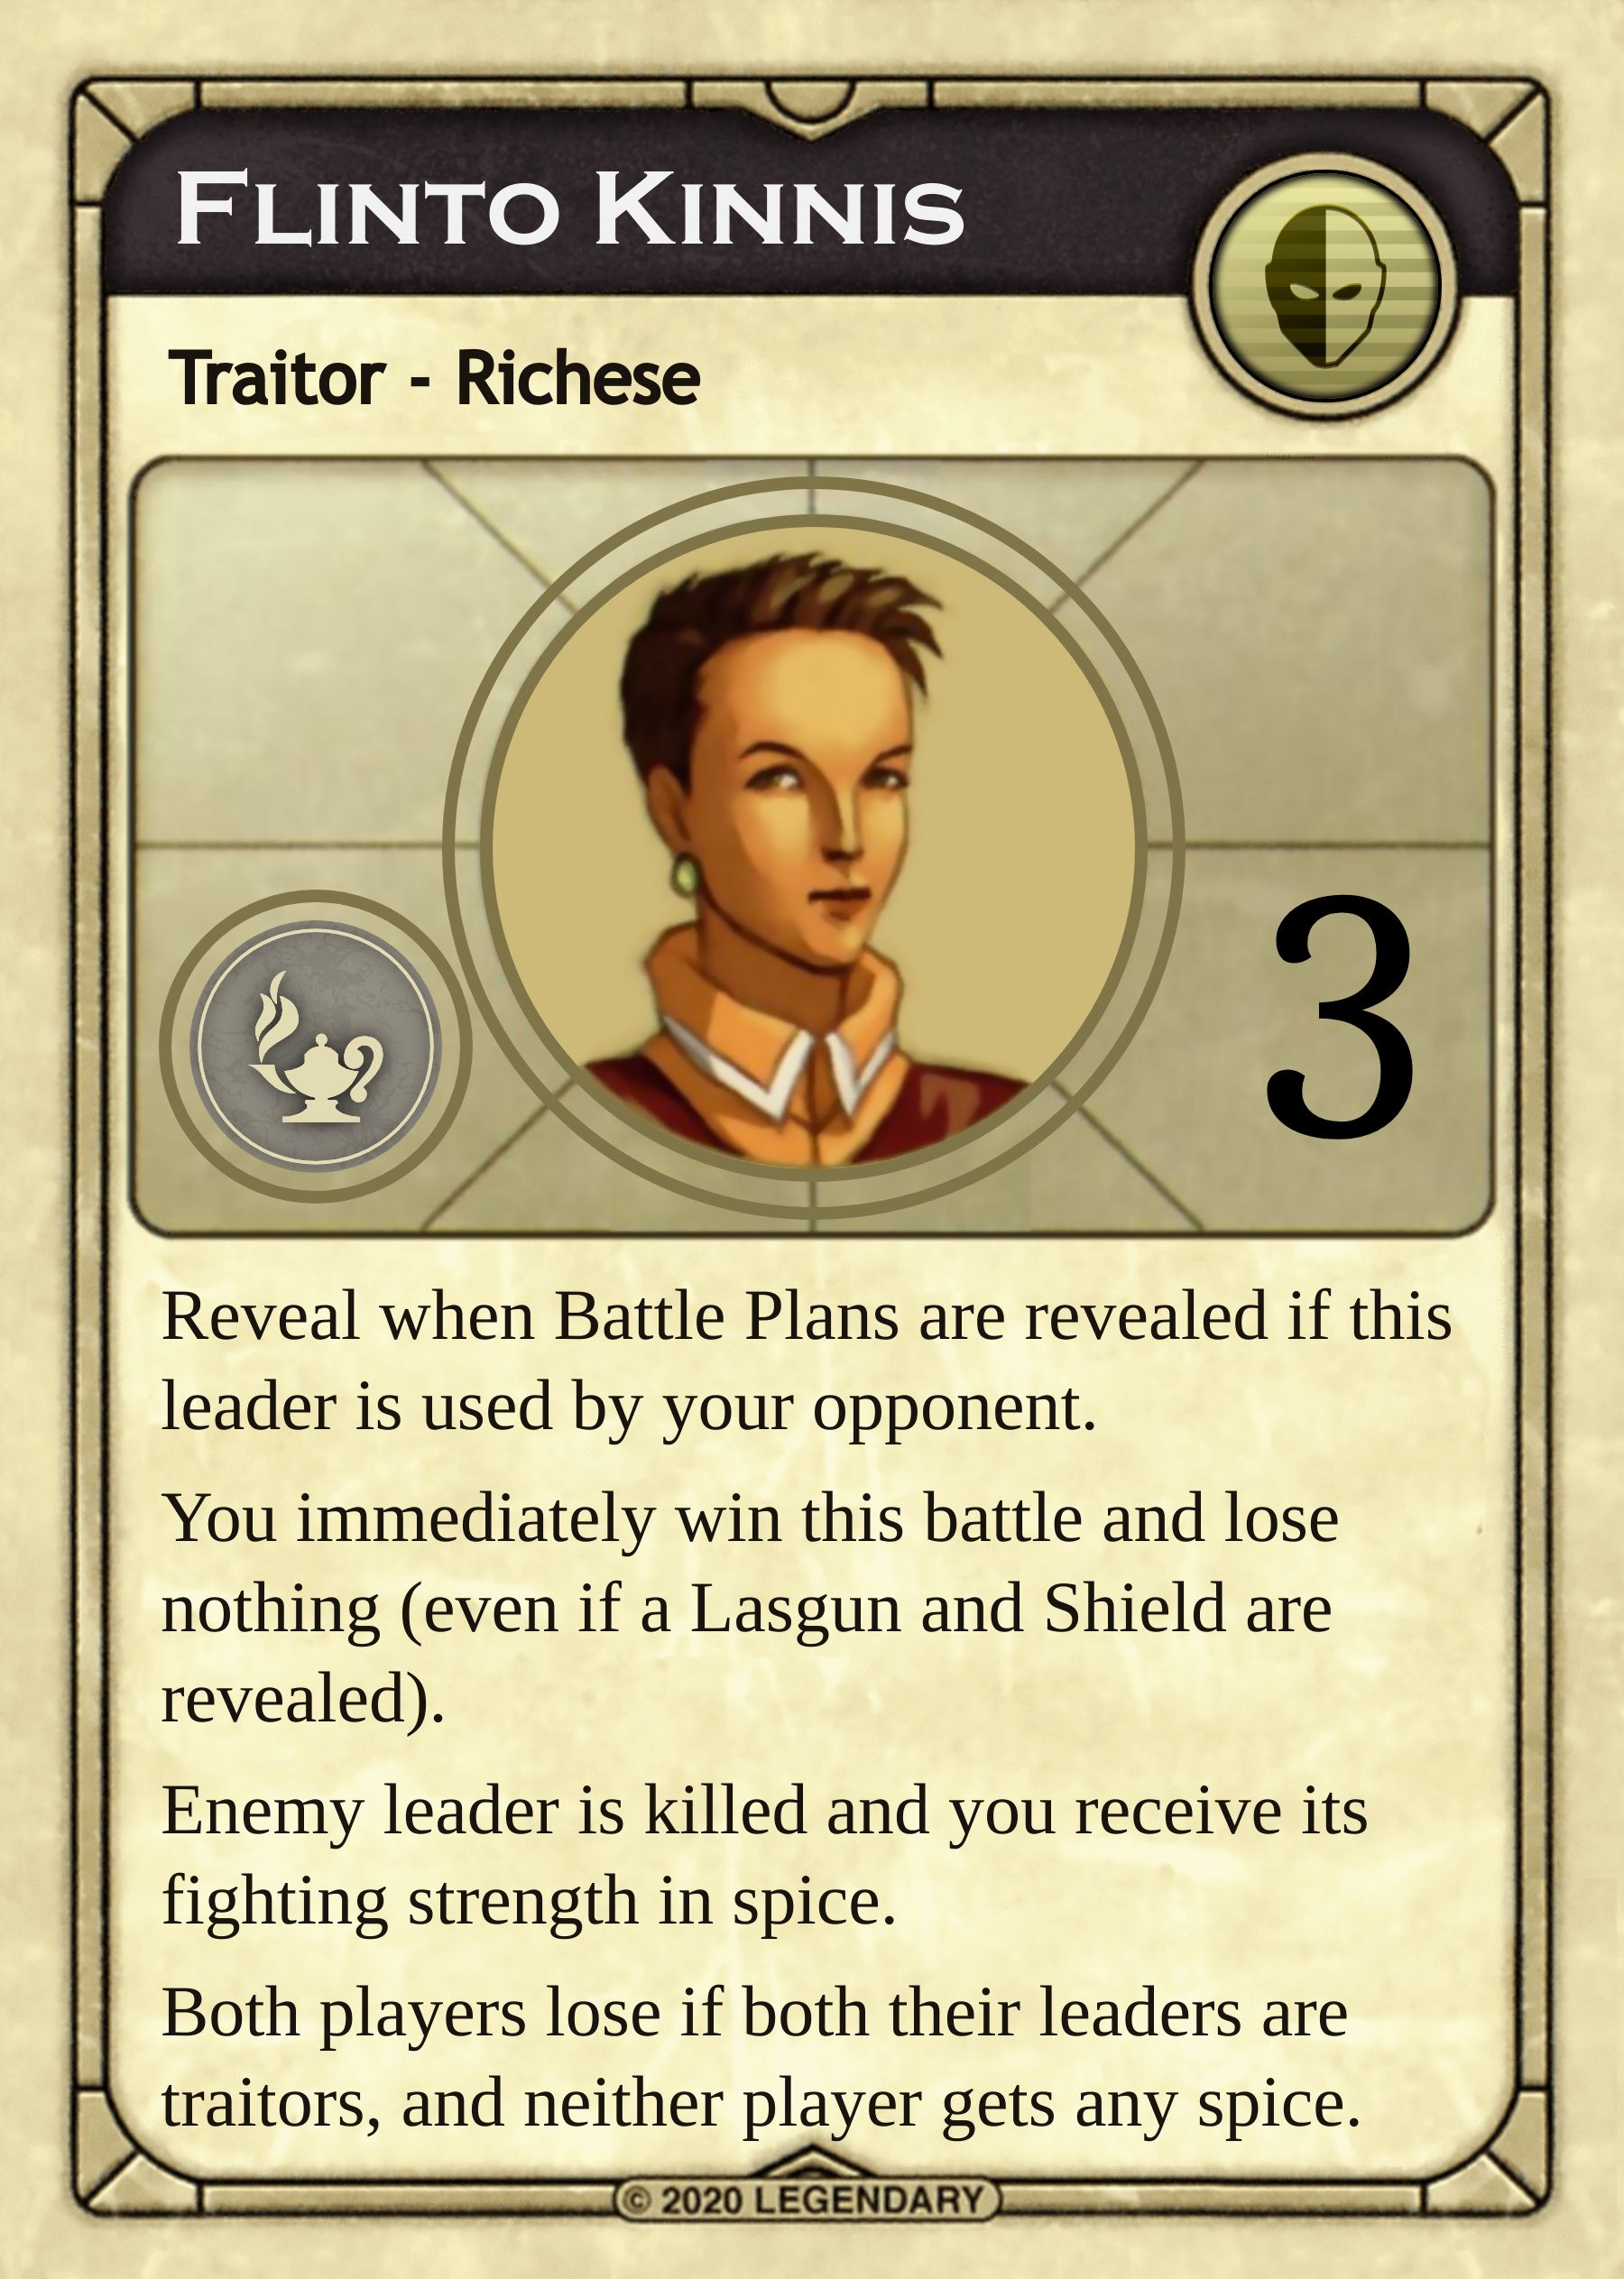 Flinto Kinnis
Traitor - Richese
3
Reveal when Battle Plans are revealed if this
leader is used by your opponent.
You immediately win this battle and lose
nothing (even if a Lasgun and Shield are
revealed).
Enemy leader is killed and you receive its
fighting strength in spice.
Both players lose if both their leaders are
traitors, and neither player gets any spice.
© 2020 LEGENDARY